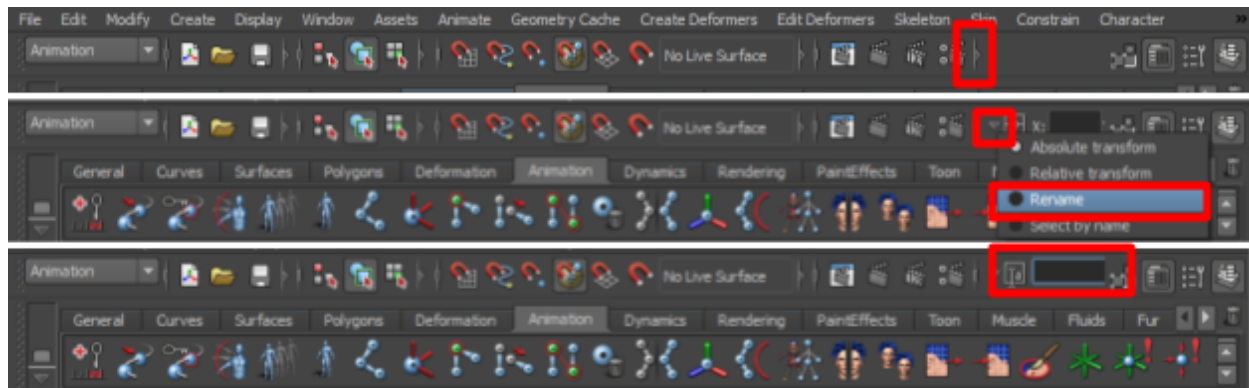 File Edit Modify Create Display Window Assets Animate Geometry Cache Create Deformers Edit Deformers Skeleton Skin Constrain Character »
Animation No Live Surface
Animation No Live Surface X:
Absolute transform
General Curves Surfaces Polygons Deformation Animation Dynamics Rendering PaintEffects Toon
Relative transform
Rename
Select by name
Animation No Live Surface
General Curves Surfaces Polygons Deformation Animation Dynamics Rendering PaintEffects Toon Muscle Fluids Fur